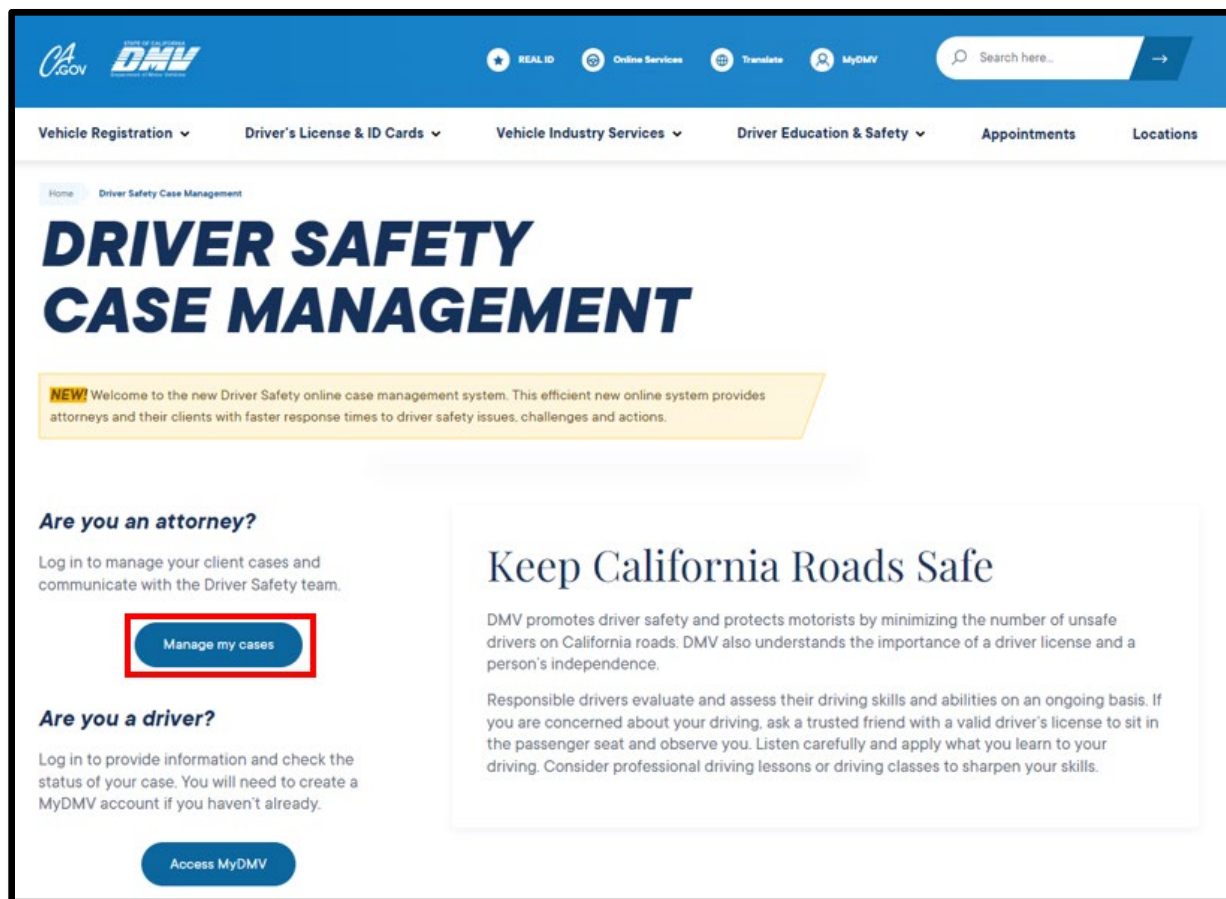 CA.GOV
STATE OF CALIFORNIA
DMV
Department of Motor Vehicles
REAL ID
Online Services
Translate
MyDMV
Search here...
Vehicle Registration
Driver's License & ID Cards
Vehicle Industry Services
Driver Education & Safety
Appointments
Locations
Home
Driver Safety Case Management
DRIVER SAFETY
CASE MANAGEMENT
NEW! Welcome to the new Driver Safety online case management system. This efficient new online system provides
attorneys and their clients with faster response times to driver safety issues, challenges and actions.
Are you an attorney?
Log in to manage your client cases and
communicate with the Driver Safety team.
Manage my cases
Are you a driver?
Log in to provide information and check the
status of your case. You will need to create a
MyDMV account if you haven't already.
Access MyDMV
Keep California Roads Safe
DMV promotes driver safety and protects motorists by minimizing the number of unsafe
drivers on California roads. DMV also understands the importance of a driver license and a
person's independence.
Responsible drivers evaluate and assess their driving skills and abilities on an ongoing basis. If
you are concerned about your driving, ask a trusted friend with a valid driver's license to sit in
the passenger seat and observe you. Listen carefully and apply what you learn to your
driving. Consider professional driving lessons or driving classes to sharpen your skills.